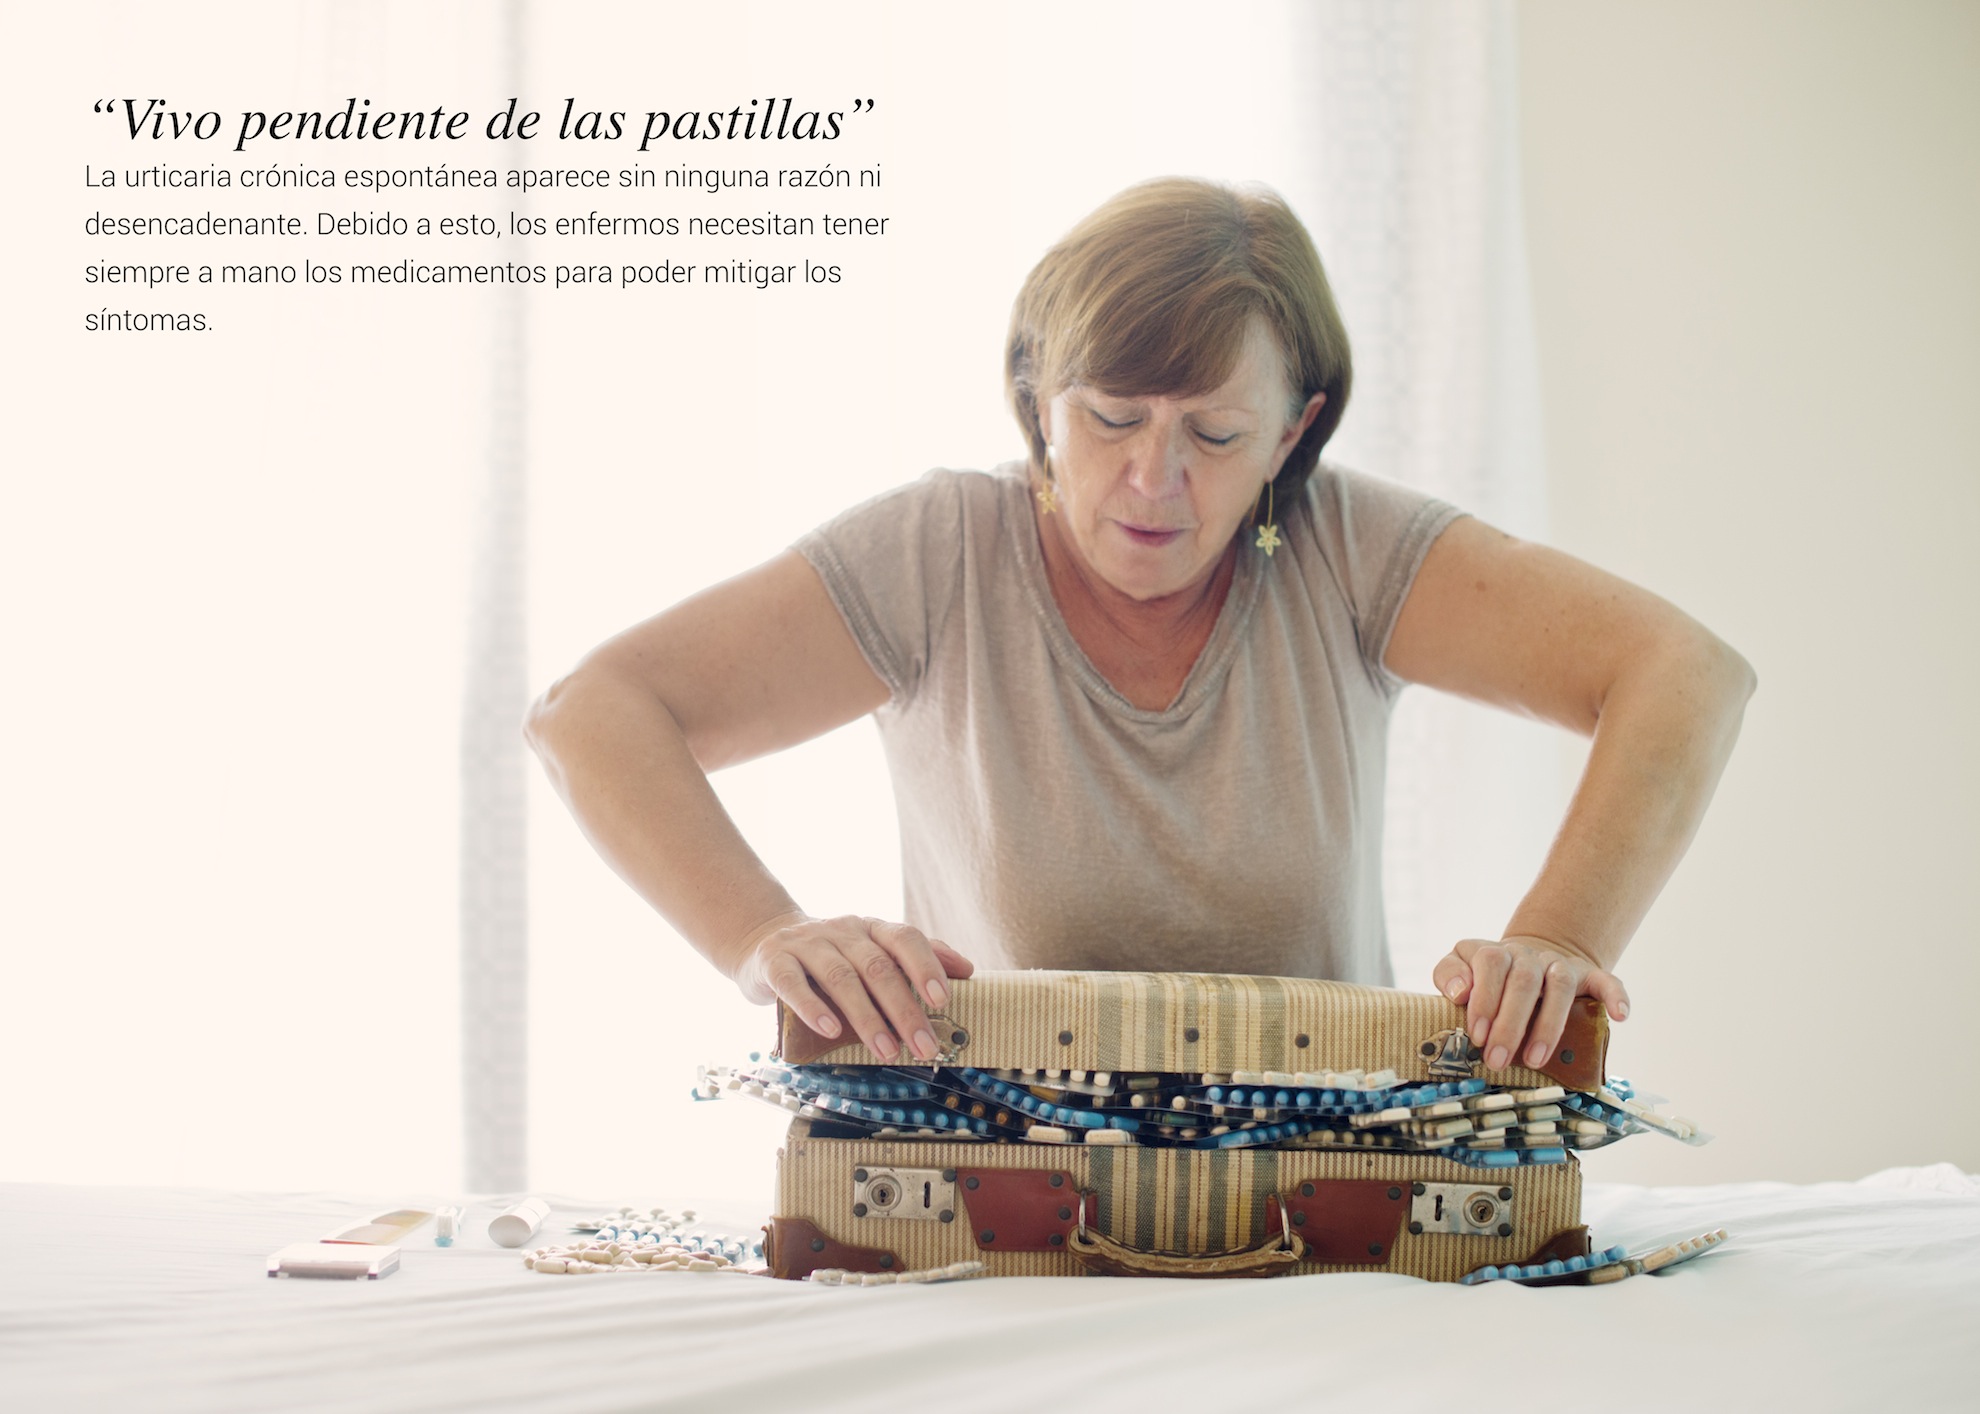 “Vivo pendiente de las pastillas”
La urticaria crónica espontánea aparece sin ninguna razón ni
desencadenante. Debido a esto, los enfermos necesitan tener
siempre a mano los medicamentos para poder mitigar los
síntomas.